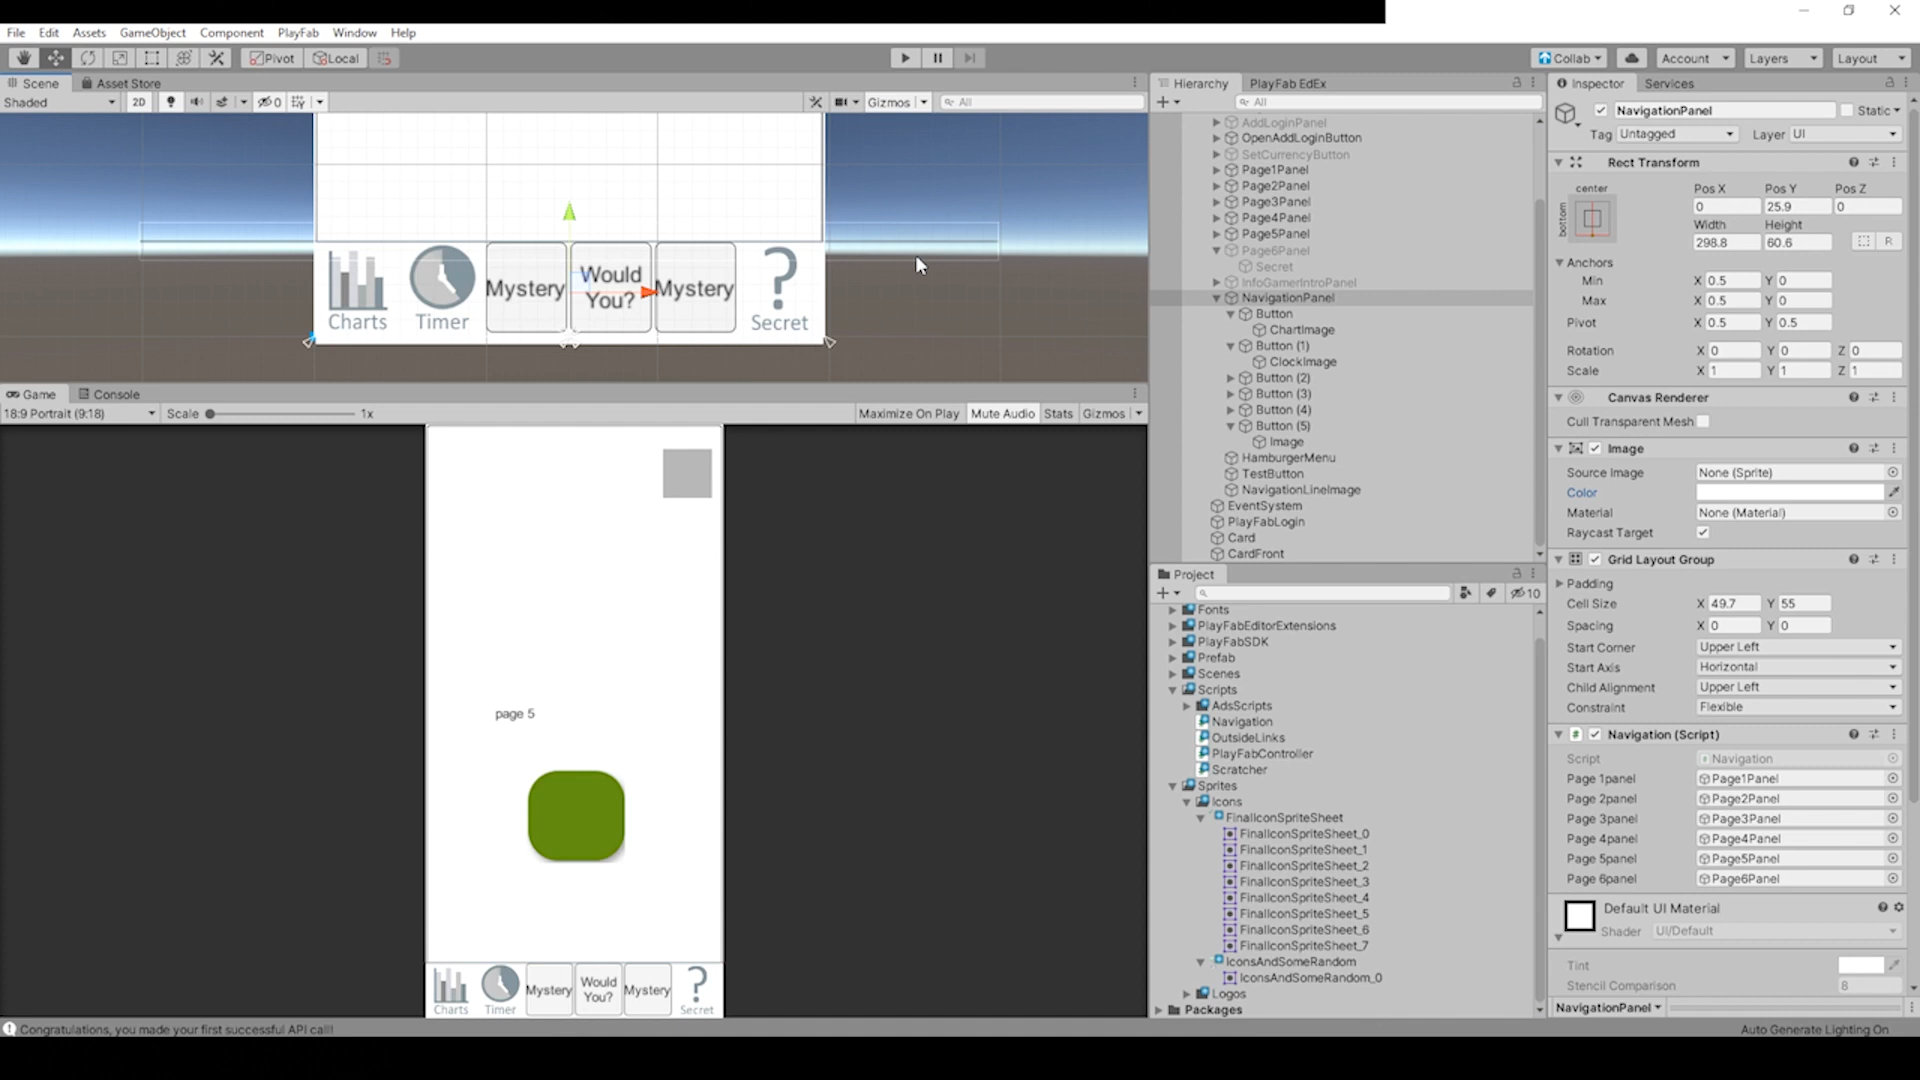 File Edit Assets GameObject Component PlayFab Window Help
Pivot Local Collab Account Layers Layout
Scene Asset Store
Shaded 2D 0 Gizmos All
Charts Timer Mystery Would You? Mystery Secret
Game Console
18:9 Portrait (9:18) Scale 1x Maximize On Play Mute Audio Stats Gizmos
page 5
Charts Timer Mystery Would You? Mystery Secret
Congratulations, you made your first successful API call!
Hierarchy PlayFab EdEx
All
AddLoginPanel
OpenAddLoginButton
SetCurrencyButton
Page1Panel
Page2Panel
Page3Panel
Page4Panel
Page5Panel
Page6Panel
Secret
InfoGamerIntroPanel
NavigationPanel
Button
ChartImage
Button (1)
ClockImage
Button (2)
Button (3)
Button (4)
Button (5)
Image
HamburgerMenu
TestButton
NavigationLineImage
EventSystem
PlayFabLogin
Card
CardFront
Project
10
Fonts
PlayFabEditorExtensions
PlayFabSDK
Prefab
Scenes
Scripts
AdsScripts
Navigation
OutsideLinks
PlayFabController
Scratcher
Sprites
Icons
FinalIconSpriteSheet
FinalIconSpriteSheet_0
FinalIconSpriteSheet_1
FinalIconSpriteSheet_2
FinalIconSpriteSheet_3
FinalIconSpriteSheet_4
FinalIconSpriteSheet_5
FinalIconSpriteSheet_6
FinalIconSpriteSheet_7
IconsAndSomeRandom
IconsAndSomeRandom_0
Logos
Packages
Inspector Services
NavigationPanel Static
Tag Untagged Layer UI
Rect Transform
center
bottom
Pos X Pos Y Pos Z
0 25.9 0
Width Height
298.8 60.6 R
Anchors
Min X 0.5 Y 0
Max X 0.5 Y 0
Pivot X 0.5 Y 0.5
Rotation X 0 Y 0 Z 0
Scale X 1 Y 1 Z 1
Canvas Renderer
Cull Transparent Mesh
Image
Source Image None (Sprite)
Color
Material None (Material)
Raycast Target
Grid Layout Group
Padding
Cell Size X 49.7 Y 55
Spacing X 0 Y 0
Start Corner Upper Left
Start Axis Horizontal
Child Alignment Upper Left
Constraint Flexible
# Navigation (Script)
Script Navigation
Page 1panel Page1Panel
Page 2panel Page2Panel
Page 3panel Page3Panel
Page 4panel Page4Panel
Page 5panel Page5Panel
Page 6panel Page6Panel
Default UI Material
Shader UI/Default
Tint
Stencil Comparison 8
NavigationPanel
Auto Generate Lighting On